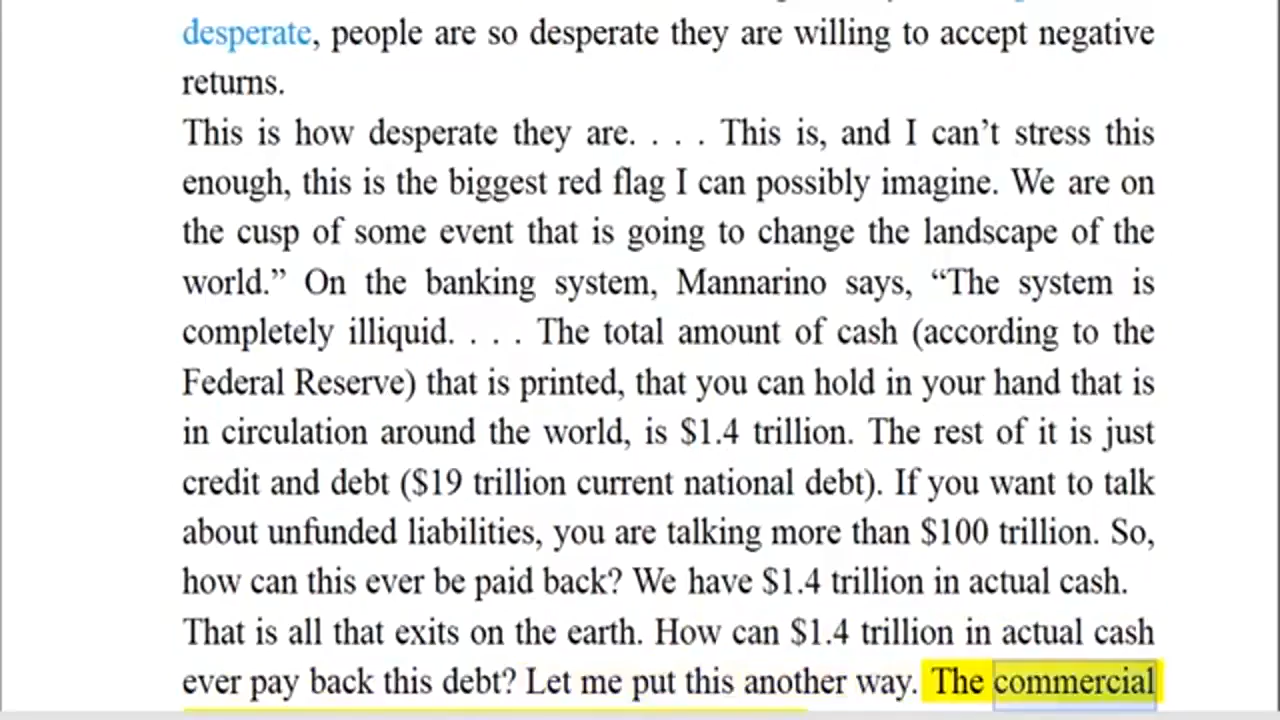 desperate, people are so desperate they are willing to accept negative
returns.
This is how desperate they are. . . . This is, and I can’t stress this
enough, this is the biggest red flag I can possibly imagine. We are on
the cusp of some event that is going to change the landscape of the
world.” On the banking system, Mannarino says, “The system is
completely illiquid. . . . The total amount of cash (according to the
Federal Reserve) that is printed, that you can hold in your hand that is
in circulation around the world, is $1.4 trillion. The rest of it is just
credit and debt ($19 trillion current national debt). If you want to talk
about unfunded liabilities, you are talking more than $100 trillion. So,
how can this ever be paid back? We have $1.4 trillion in actual cash.
That is all that exits on the earth. How can $1.4 trillion in actual cash
ever pay back this debt? Let me put this another way. The commercial